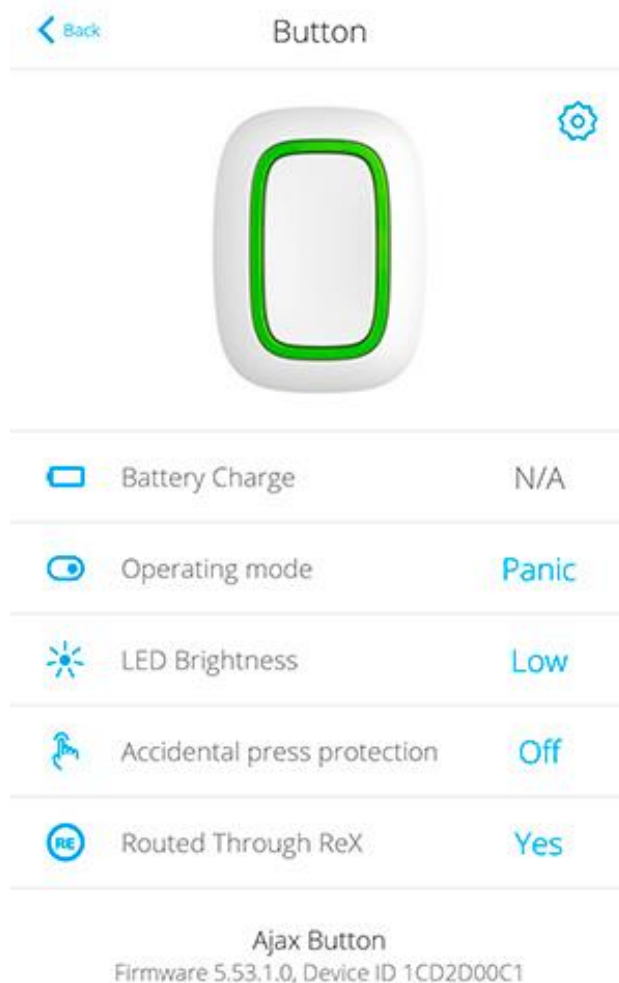 Back
Button
Battery Charge N/A
Operating mode Panic
LED Brightness Low
Accidental press protection Off
RE Routed Through ReX Yes
Ajax Button
Firmware 5.53.1.0, Device ID 1CD2D00C1